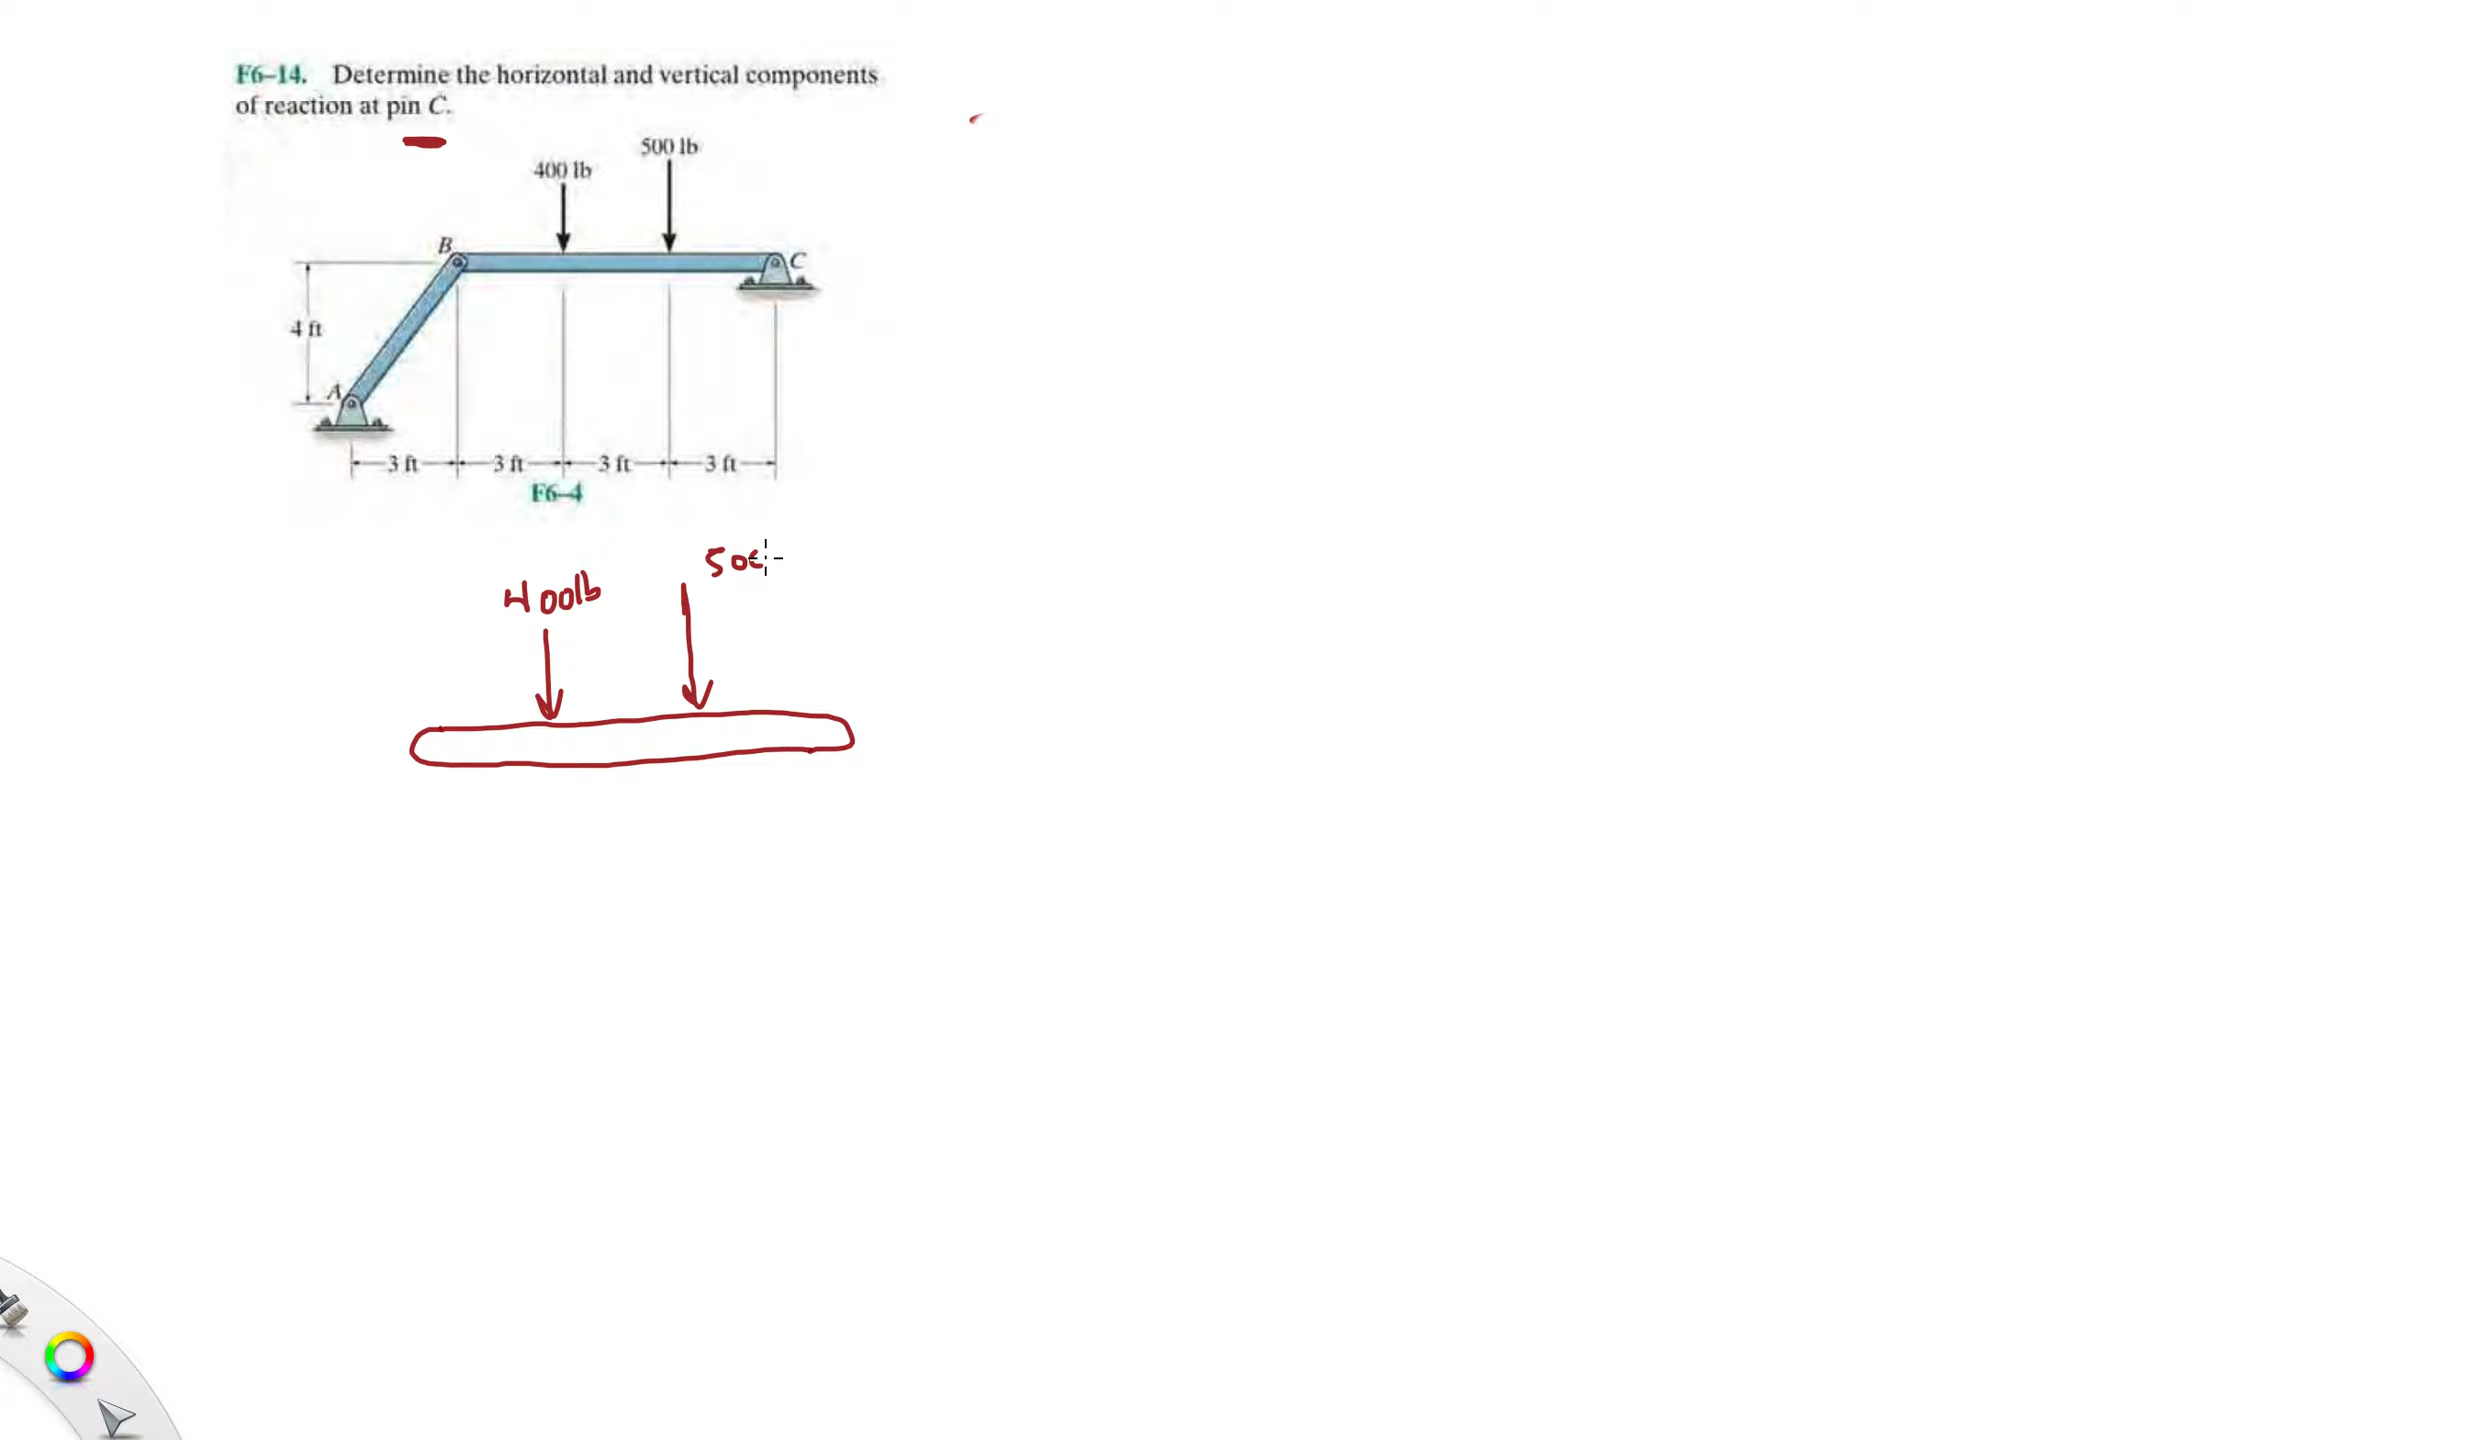 F6–14. Determine the horizontal and vertical components
of reaction at pin C.
500 lb
400 lb
B
C
4 ft
A
3 ft 3 ft 3 ft 3 ft
F6–4
500
400lb